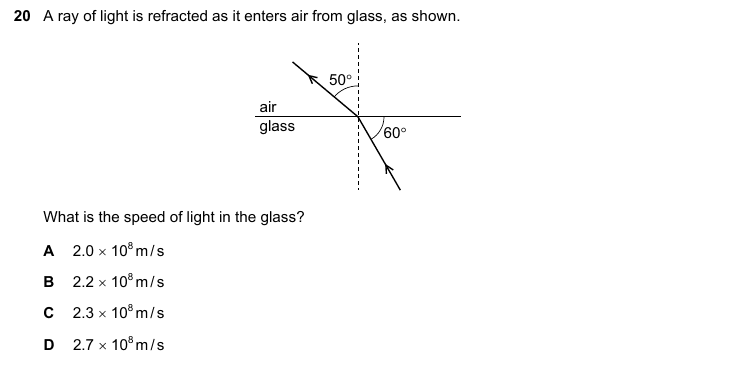 20 A ray of light is refracted as it enters air from glass, as shown.
50°
air
glass
60°
What is the speed of light in the glass?
A 2.0 × 10⁸ m / s
B 2.2 × 10⁸ m / s
C 2.3 × 10⁸ m / s
D 2.7 × 10⁸ m / s